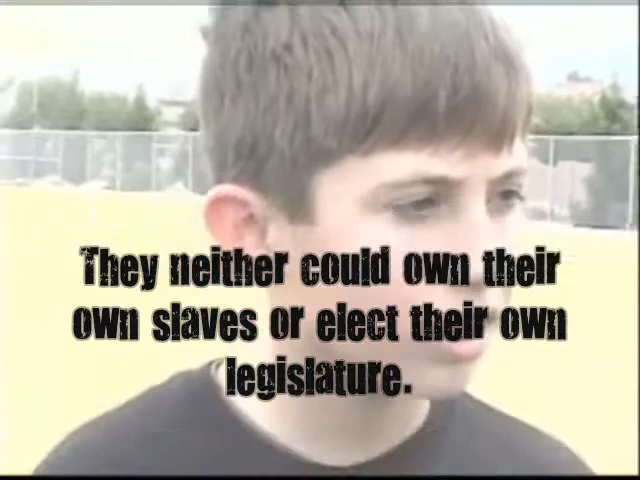 They neither could own their
own slaves or elect their own
legislature.